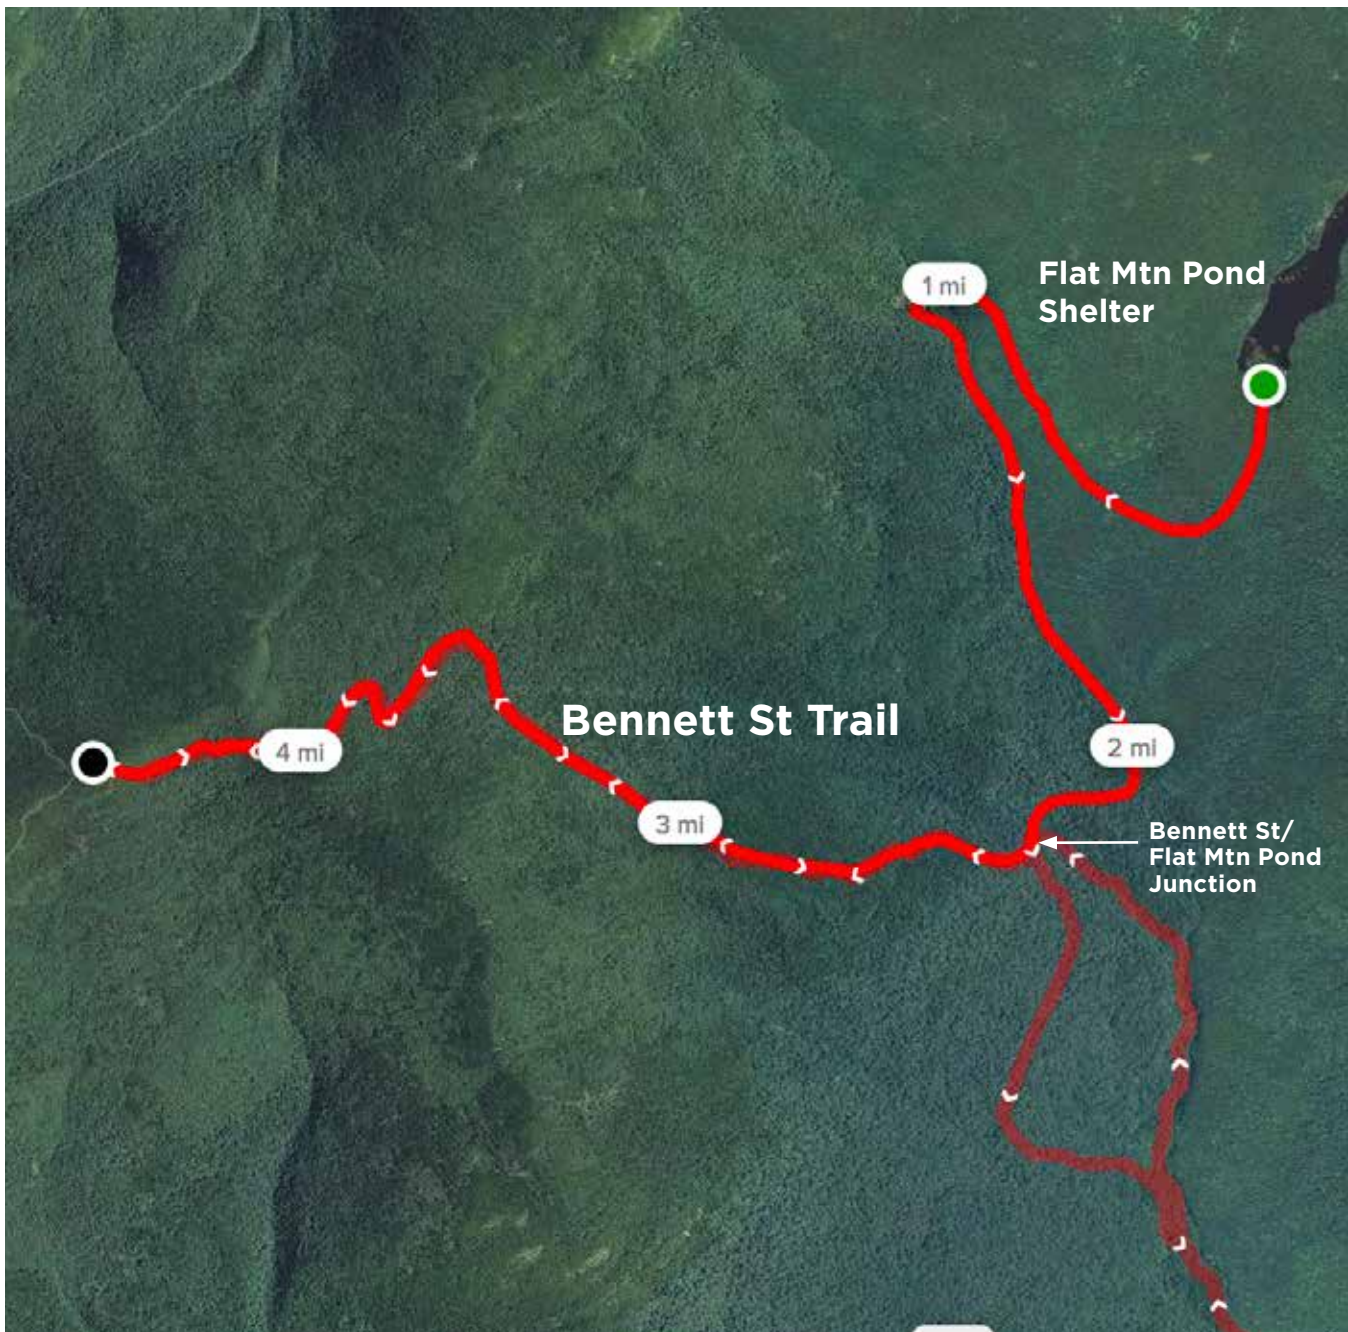 1 mi
Flat Mtn Pond
Shelter
Bennett St Trail
2 mi
4 mi
3 mi
Bennett St/
Flat Mtn Pond
Junction